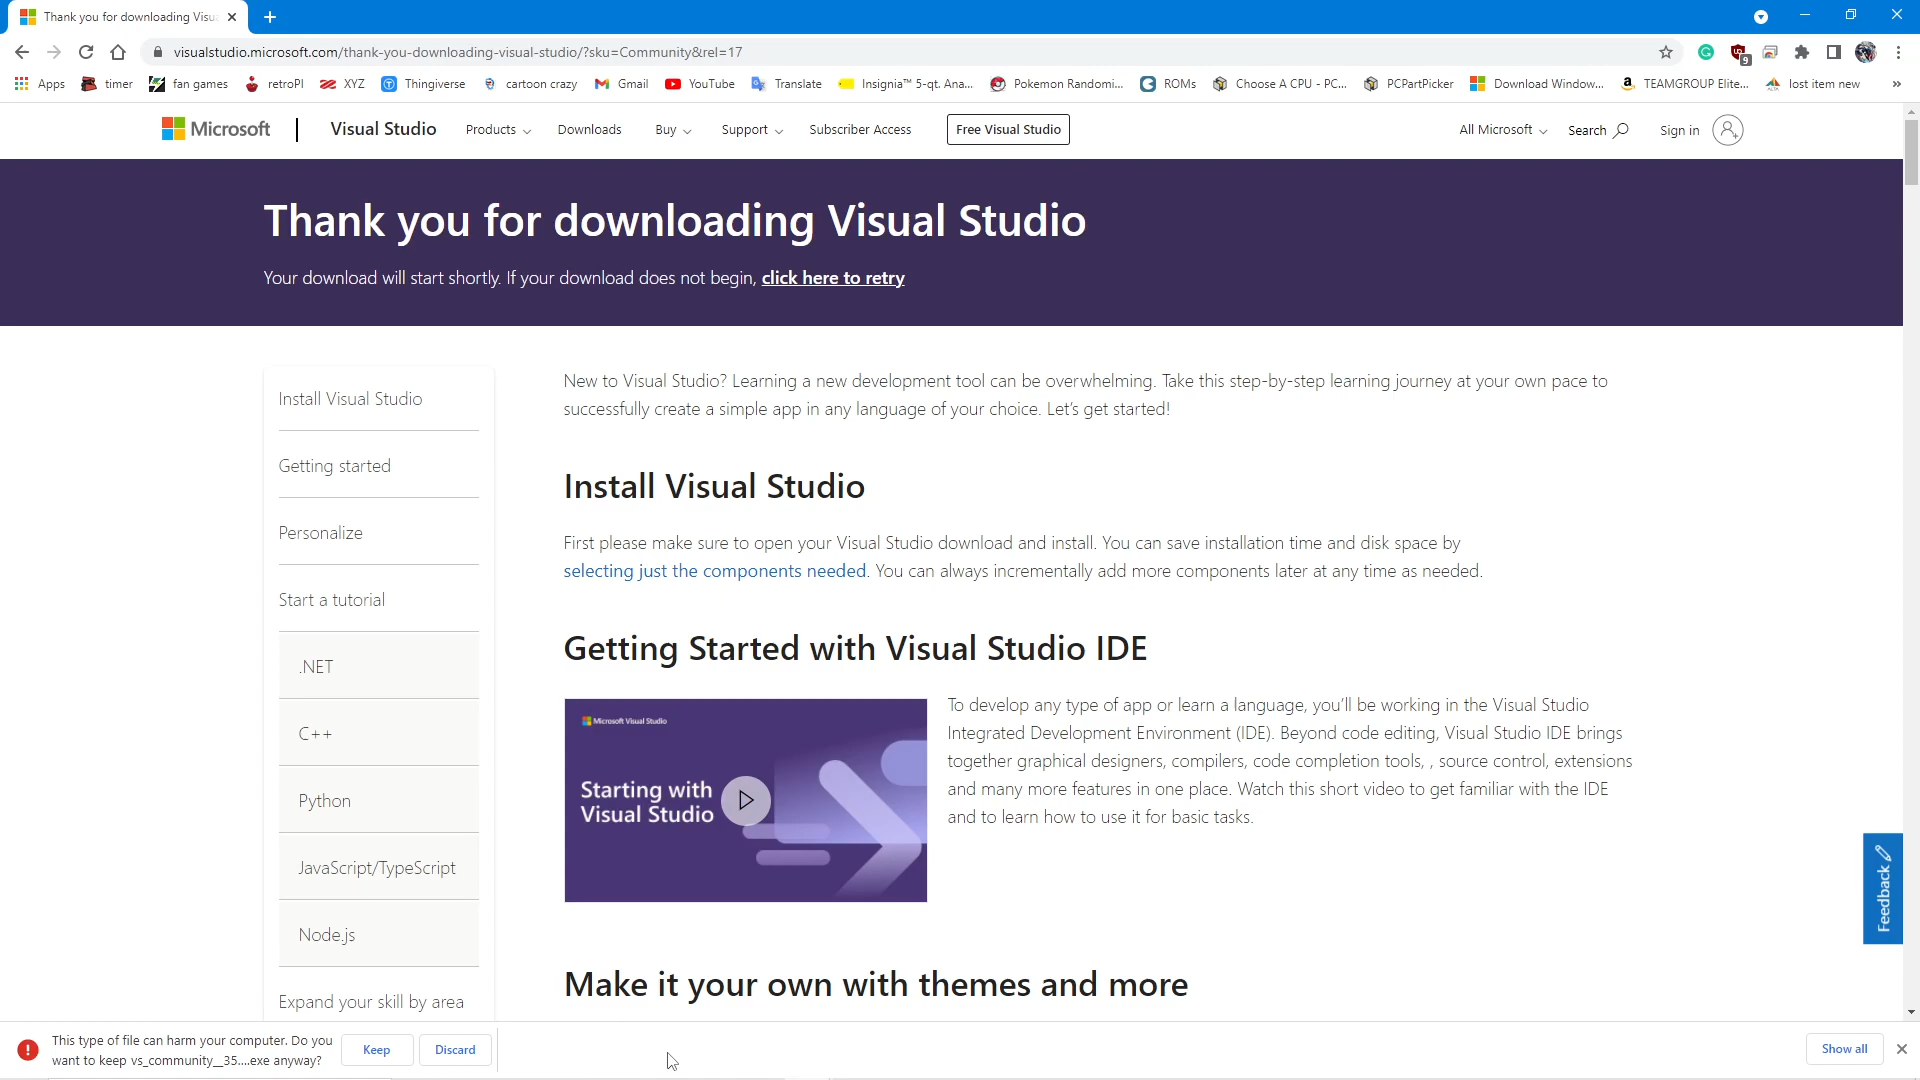 Thank you for downloading Visu
visualstudio.microsoft.com/thank-you-downloading-visual-studio/?sku=Community&rel=17
9
Apps timer fan games retroPI XYZ Thingiverse cartoon crazy Gmail YouTube Translate Insignia™ 5-qt. Ana... Pokemon Randomi... ROMs Choose A CPU - PC... PCPartPicker Download Window... TEAMGROUP Elite... lost item new »
Microsoft Visual Studio Products Downloads Buy Support Subscriber Access Free Visual Studio All Microsoft Search Sign in
Thank you for downloading Visual Studio
Your download will start shortly. If your download does not begin, click here to retry
Install Visual Studio
Getting started
Personalize
Start a tutorial
.NET
C++
Python
JavaScript/TypeScript
Node.js
Expand your skill by area
New to Visual Studio? Learning a new development tool can be overwhelming. Take this step-by-step learning journey at your own pace to
successfully create a simple app in any language of your choice. Let's get started!
Install Visual Studio
First please make sure to open your Visual Studio download and install. You can save installation time and disk space by
selecting just the components needed. You can always incrementally add more components later at any time as needed.
Getting Started with Visual Studio IDE
Microsoft Visual Studio
Starting with
Visual Studio
To develop any type of app or learn a language, you'll be working in the Visual Studio
Integrated Development Environment (IDE). Beyond code editing, Visual Studio IDE brings
together graphical designers, compilers, code completion tools, , source control, extensions
and many more features in one place. Watch this short video to get familiar with the IDE
and to learn how to use it for basic tasks.
Feedback
Make it your own with themes and more
This type of file can harm your computer. Do you
want to keep vs_community__35....exe anyway?
Keep Discard
Show all